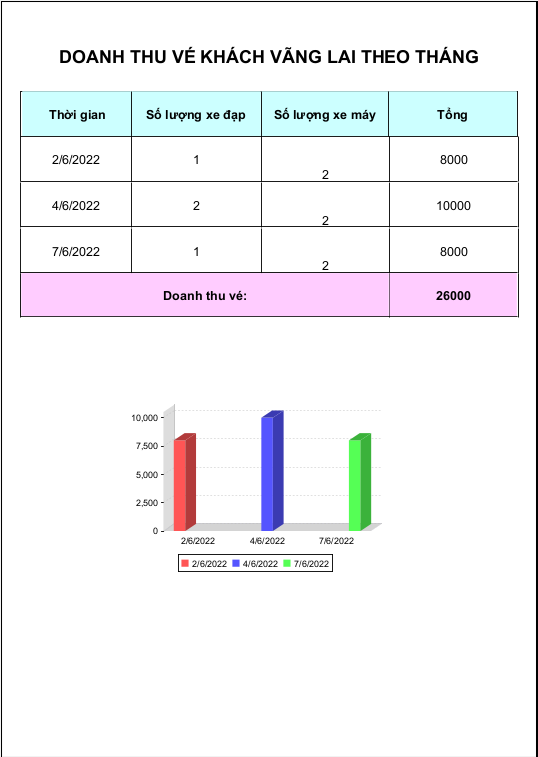 DOANH THU VÉ KHÁCH VÃNG LAI THEO THÁNG
Thời gian Số lượng xe đạp Số lượng xe máy Tổng
2/6/2022 1 2 8000
4/6/2022 2 2 10000
7/6/2022 1 2 8000
Doanh thu vé: 26000
10,000
7,500
5,000
2,500
0
2/6/2022 4/6/2022 7/6/2022
2/6/2022 4/6/2022 7/6/2022